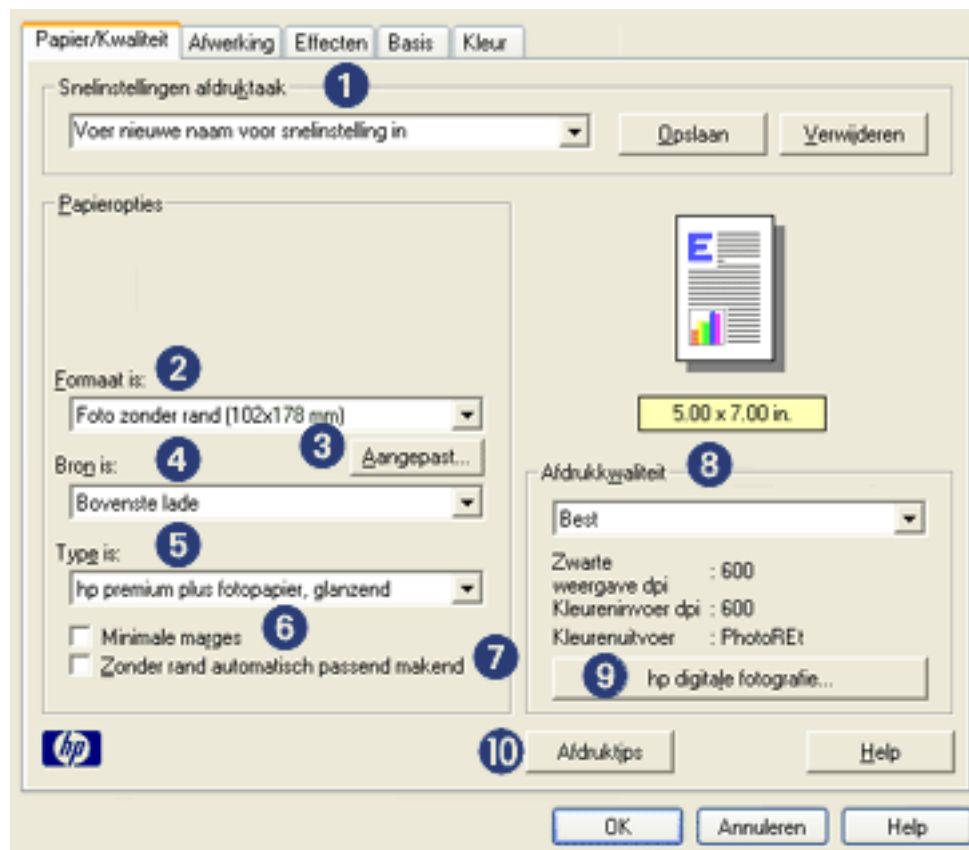 Papier/Kwaliteit Afwerking Effecten Basis Kleur
Snelinstellingen afdruktaak 1
Voer nieuwe naam voor snelinstelling in Opslaan Verwijderen
Papieropties
E
Formaat is: 2
Foto zonder rand (102x178 mm) 5.00 x 7.00 in.
3 Aangepast...
Bron is: 4
Bovenste lade
Type is: 5
hp premium plus fotopapier, glanzend
Minimale marges 6
Zonder rand automatisch passend makend 7
Afdrukkwaliteit 8
Best
Zwarte
weergave dpi : 600
Kleureninvoer dpi : 600
Kleurenuitvoer : PhotoREt
9 hp digitale fotografie...
hp 10 Afdruktips Help
OK Annuleren Help